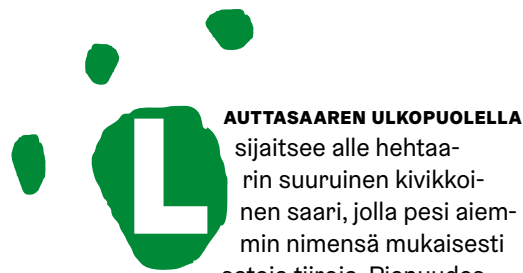 LAUTTASAAREN ULKOPUOLELLA
sijaitsee alle hehtaa-
rin suuruinen kivikkoi-
nen saari, jolla pesi aiem-
min nimensä mukaisesti